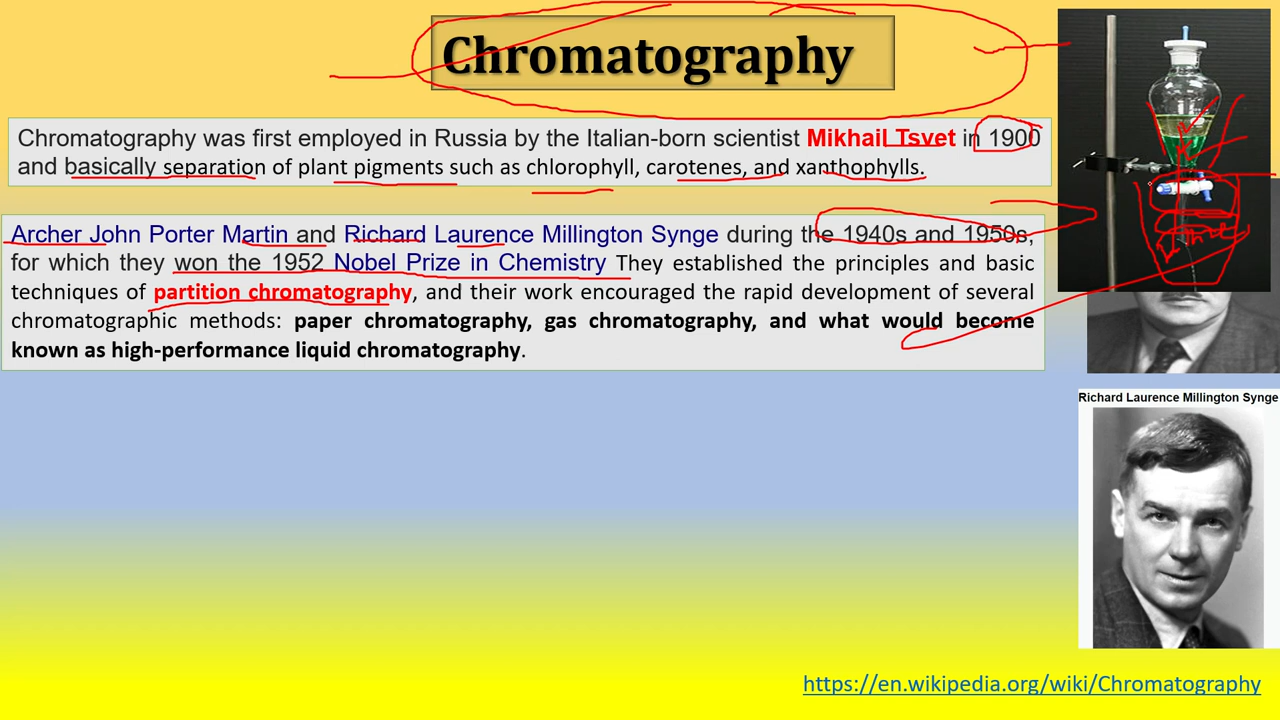 Chromatography
Chromatography was first employed in Russia by the Italian-born scientist Mikhail Tsvet in 1900
and basically separation of plant pigments such as chlorophyll, carotenes, and xanthophylls.
Archer John Porter Martin and Richard Laurence Millington Synge during the 1940s and 1950s,
for which they won the 1952 Nobel Prize in Chemistry They established the principles and basic
techniques of partition chromatography, and their work encouraged the rapid development of several
chromatographic methods: paper chromatography, gas chromatography, and what would become
known as high-performance liquid chromatography.
Richard Laurence Millington Synge
https://en.wikipedia.org/wiki/Chromatography